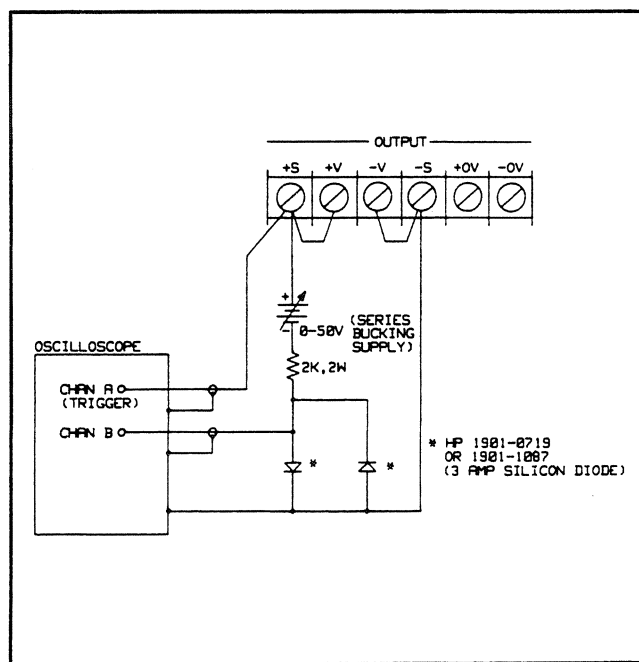 OUTPUT
+S +V -V -S +OV -OV
+
- 0-50V (SERIES
BUCKING
SUPPLY)
OSCILLOSCOPE
2K,2W
CHAN A
(TRIGGER)
CHAN B
* HP 1901-0719
OR 1901-1087
(3 AMP SILICON DIODE)
* *